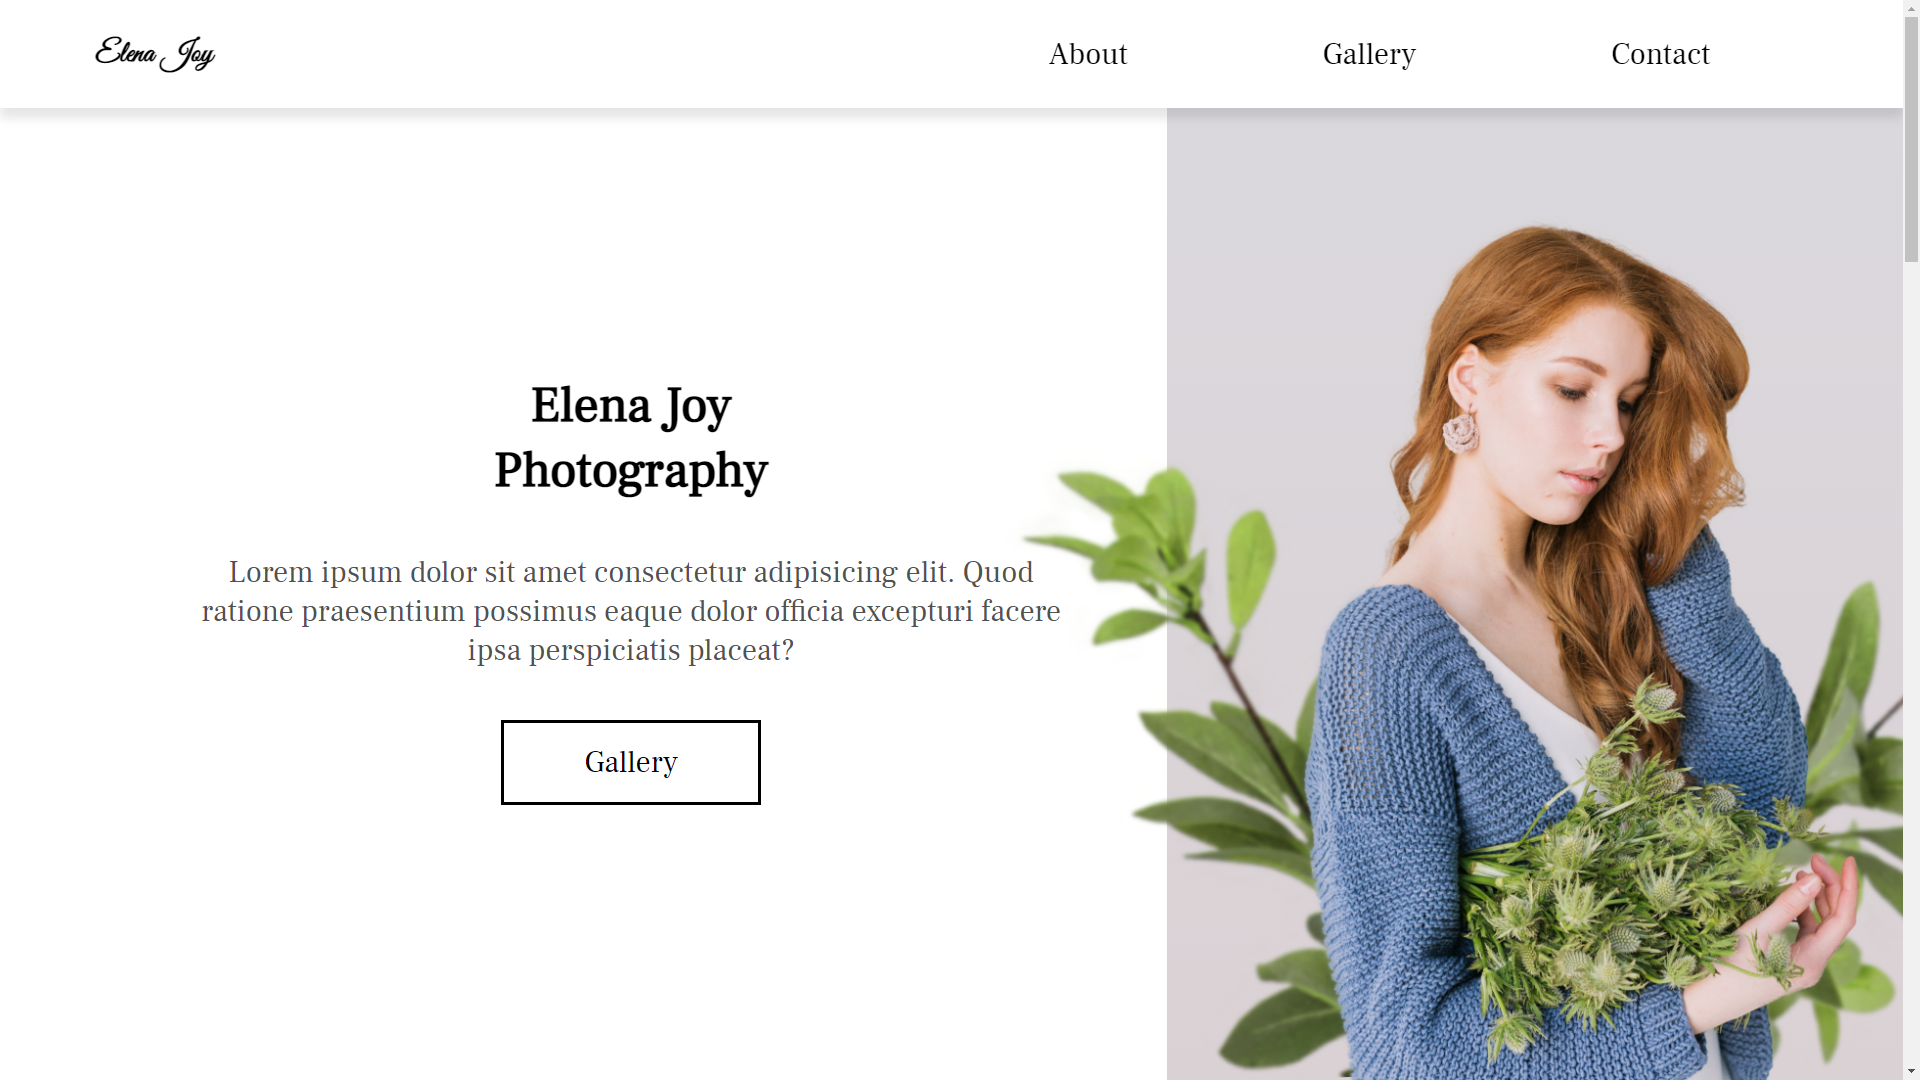 Elena Joy
About
Gallery
Contact
Elena Joy
Photography
Lorem ipsum dolor sit amet consectetur adipisicing elit. Quod
ratione praesentium possimus eaque dolor officia excepturi facere
ipsa perspiciatis placeat?
Gallery